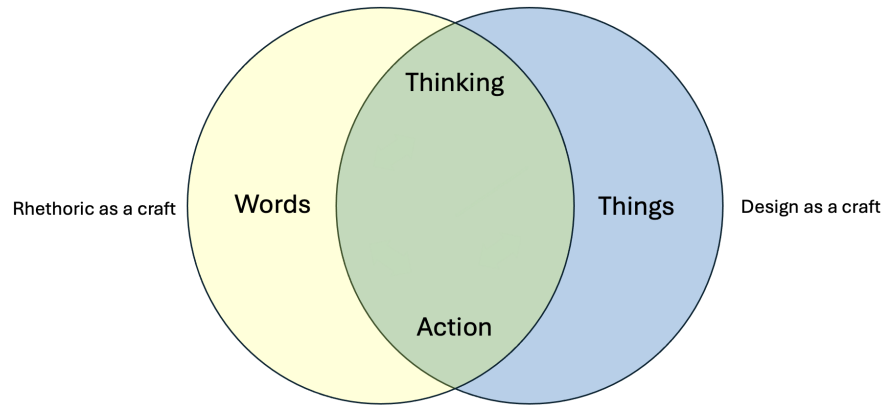 Thinking
Rhethoric as a craft
Words
Things
Design as a craft
Action